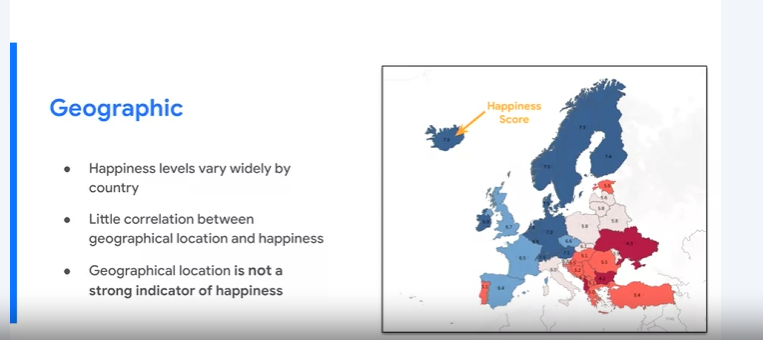 Geographic
Happiness
Score
● Happiness levels vary widely by
country
● Little correlation between
geographical location and happiness
● Geographical location is not a
strong indicator of happiness